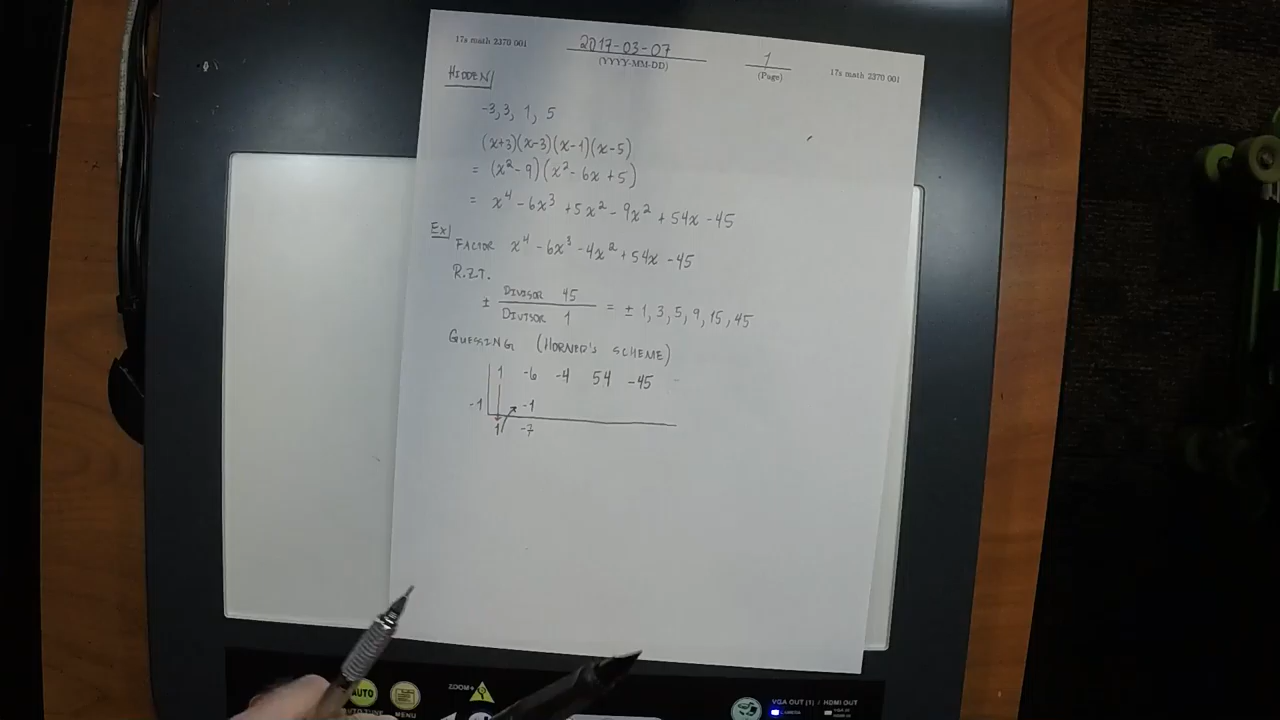 17s math 2370 001 2017-03-07 1 17s math 2370 001
(YYYY-MM-DD) (Page)
HIDDEN
-3, 3, 1, 5
(x+3)(x-3)(x-1)(x-5)
= (x² - 9)(x² - 6x + 5)
= x⁴ - 6x³ + 5x² - 9x² + 54x - 45
Ex
FACTOR x⁴ - 6x³ - 4x² + 54x - 45
R.Z.T.
± DIVISOR 45 / DIVISOR 1 = ± 1, 3, 5, 9, 15, 45
GUESSING (HORNER'S SCHEME)
1 -6 -4 54 -45
-1 -1
1 -7
AUTO
AUTO TUNE
MENU
ZOOM+
VGA OUT (1) / HDMI OUT
CAMERA